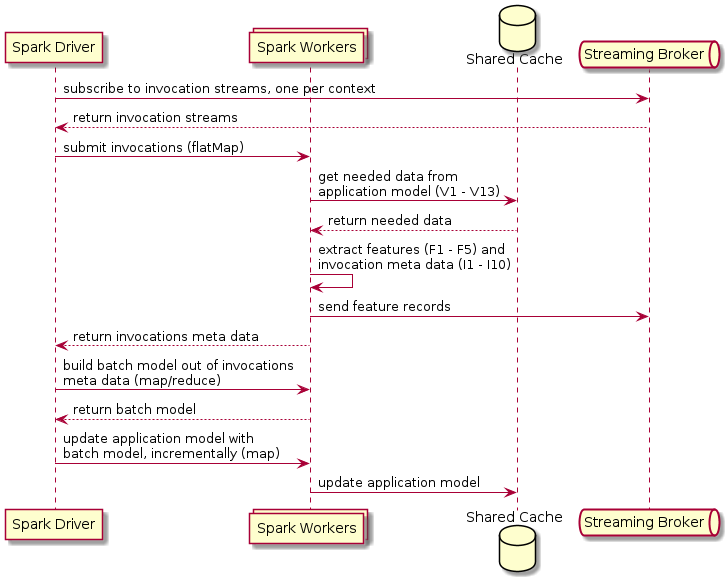 Spark Driver
Spark Workers
Shared Cache
Streaming Broker
subscribe to invocation streams, one per context
return invocation streams
submit invocations (flatMap)
get needed data from
application model (V1 - V13)
return needed data
extract features (F1 - F5) and
invocation meta data (I1 - I10)
send feature records
return invocations meta data
build batch model out of invocations
meta data (map/reduce)
return batch model
update application model with
batch model, incrementally (map)
update application model
Spark Driver
Spark Workers
Shared Cache
Streaming Broker